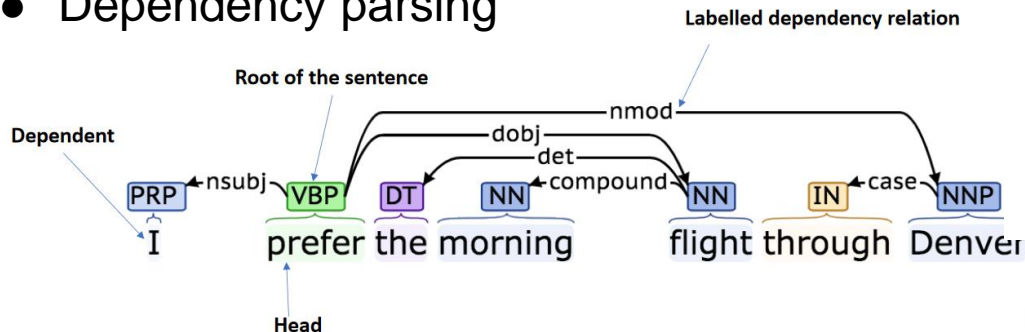 ● Dependency parsing
Labelled dependency relation
Root of the sentence
Dependent
nmod
dobj
det
PRP nsubj VBP DT NN compound NN IN case NNP
I prefer the morning flight through Denver
Head